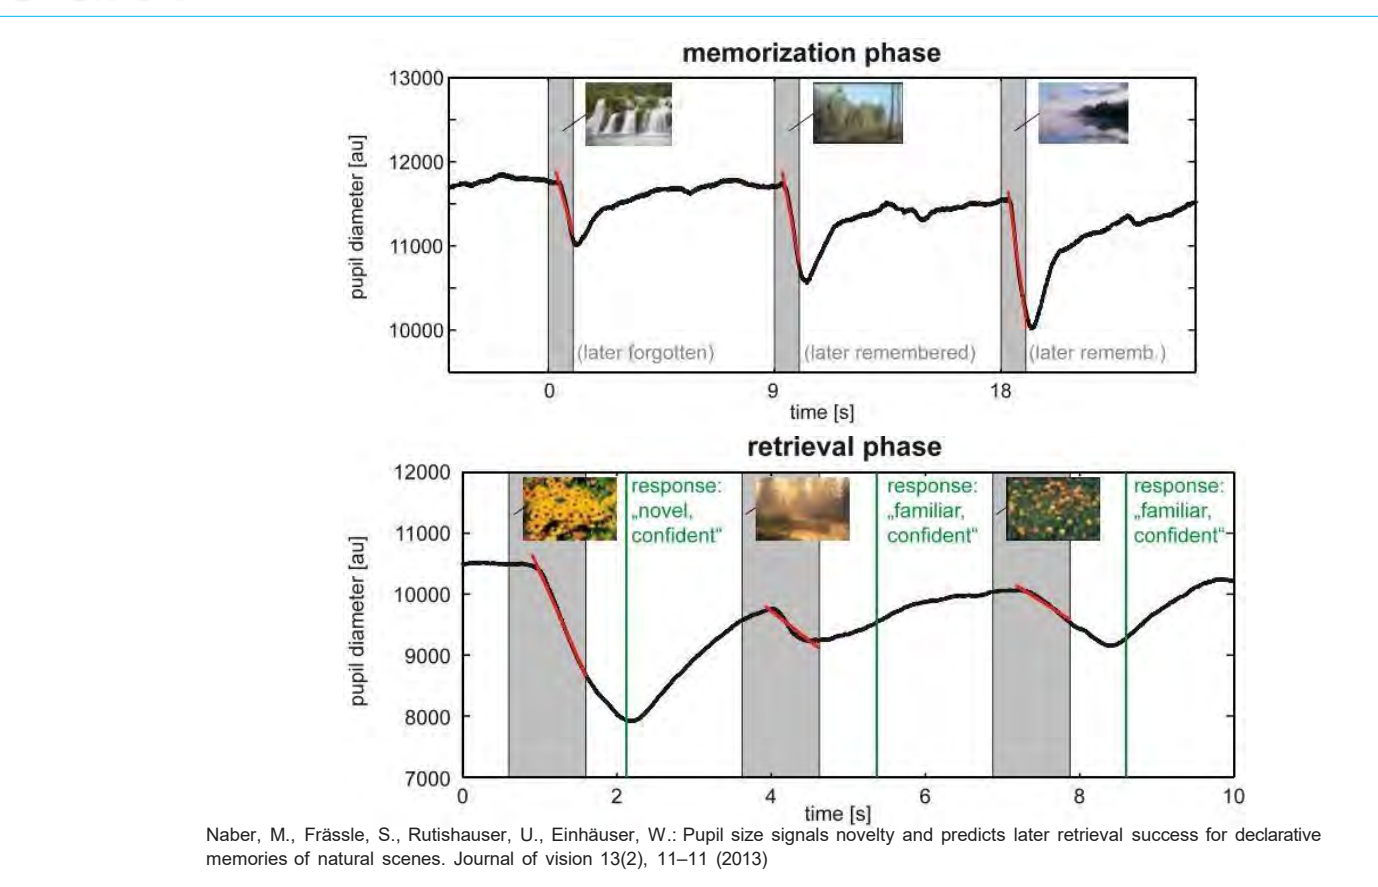 memorization phase
13000
12000
11000
10000
pupil diameter [au]
(later forgotten)
(later remembered)
(later rememb.)
0
9
18
time [s]
retrieval phase
12000
11000
10000
9000
8000
7000
pupil diameter [au]
response:
„novel,
confident“
response:
„familiar,
confident“
response:
„familiar,
confident“
0
2
4
6
8
10
time [s]
Naber, M., Frässle, S., Rutishauser, U., Einhäuser, W.: Pupil size signals novelty and predicts later retrieval success for declarative
memories of natural scenes. Journal of vision 13(2), 11–11 (2013)